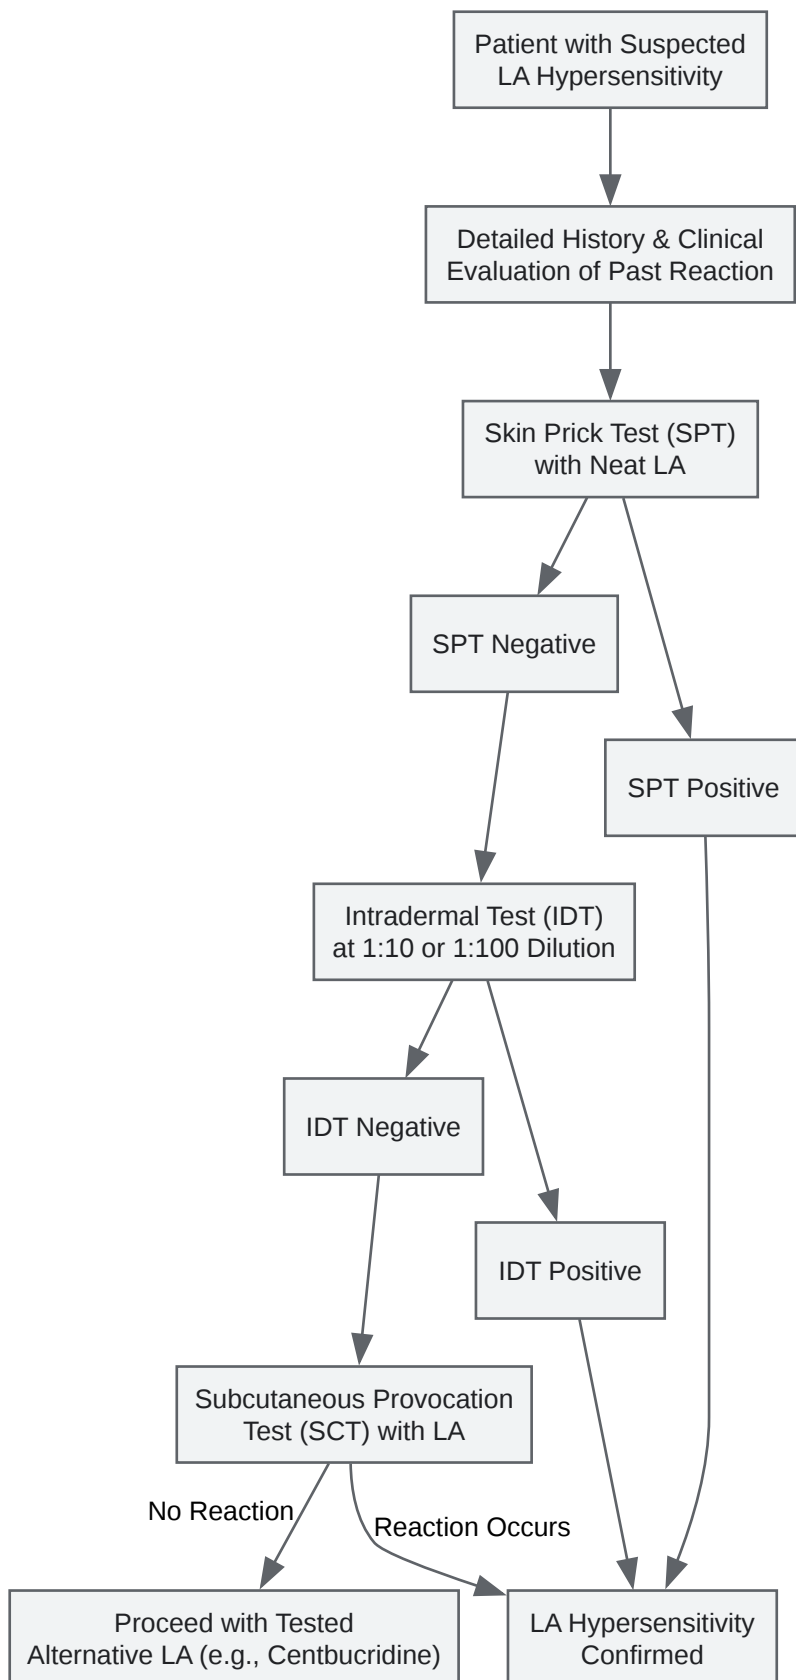 Patient with Suspected
LA Hypersensitivity
Detailed History & Clinical
Evaluation of Past Reaction
Skin Prick Test (SPT)
with Neat LA
SPT Negative
SPT Positive
Intradermal Test (IDT)
at 1:10 or 1:100 Dilution
IDT Negative
IDT Positive
Subcutaneous Provocation
Test (SCT) with LA
No Reaction
Reaction Occurs
Proceed with Tested
Alternative LA (e.g., Centbucridine)
LA Hypersensitivity
Confirmed